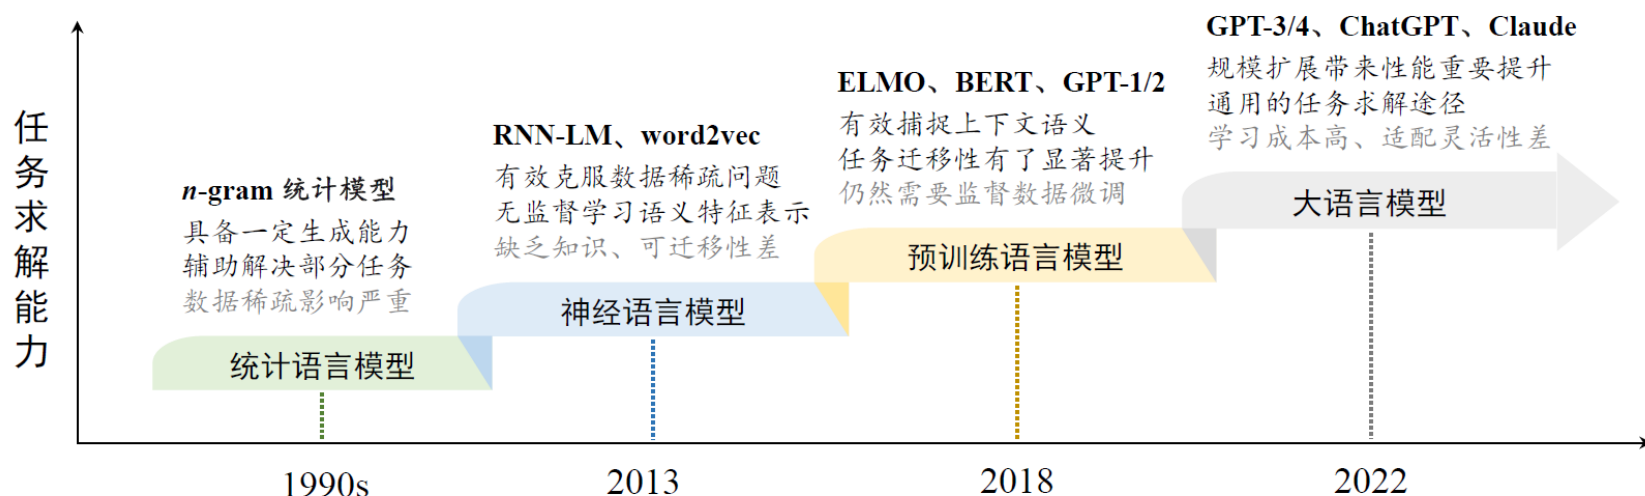 任务求解能力
n-gram 统计模型
具备一定生成能力
辅助解决部分任务
数据稀疏影响严重
统计语言模型
1990s
RNN-LM、word2vec
有效克服数据稀疏问题
无监督学习语义特征表示
缺乏知识、可迁移性差
神经语言模型
2013
ELMO、BERT、GPT-1/2
有效捕捉上下文语义
任务迁移性有了显著提升
仍然需要监督数据微调
预训练语言模型
2018
GPT-3/4、ChatGPT、Claude
规模扩展带来性能重要提升
通用的任务求解途径
学习成本高、适配灵活性差
大语言模型
2022